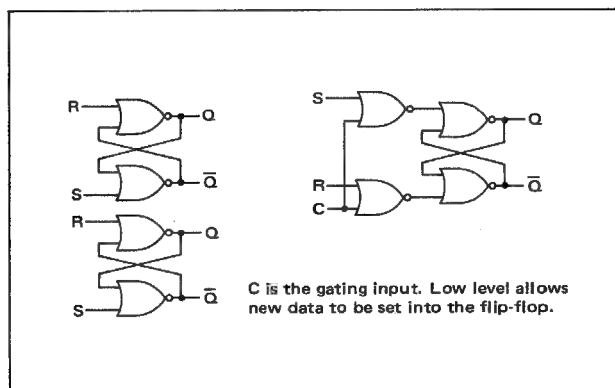 R
Q
S
Q̅
R
Q
S
Q̅
S
Q
R
C
Q̅
C is the gating input. Low level allows
new data to be set into the flip-flop.